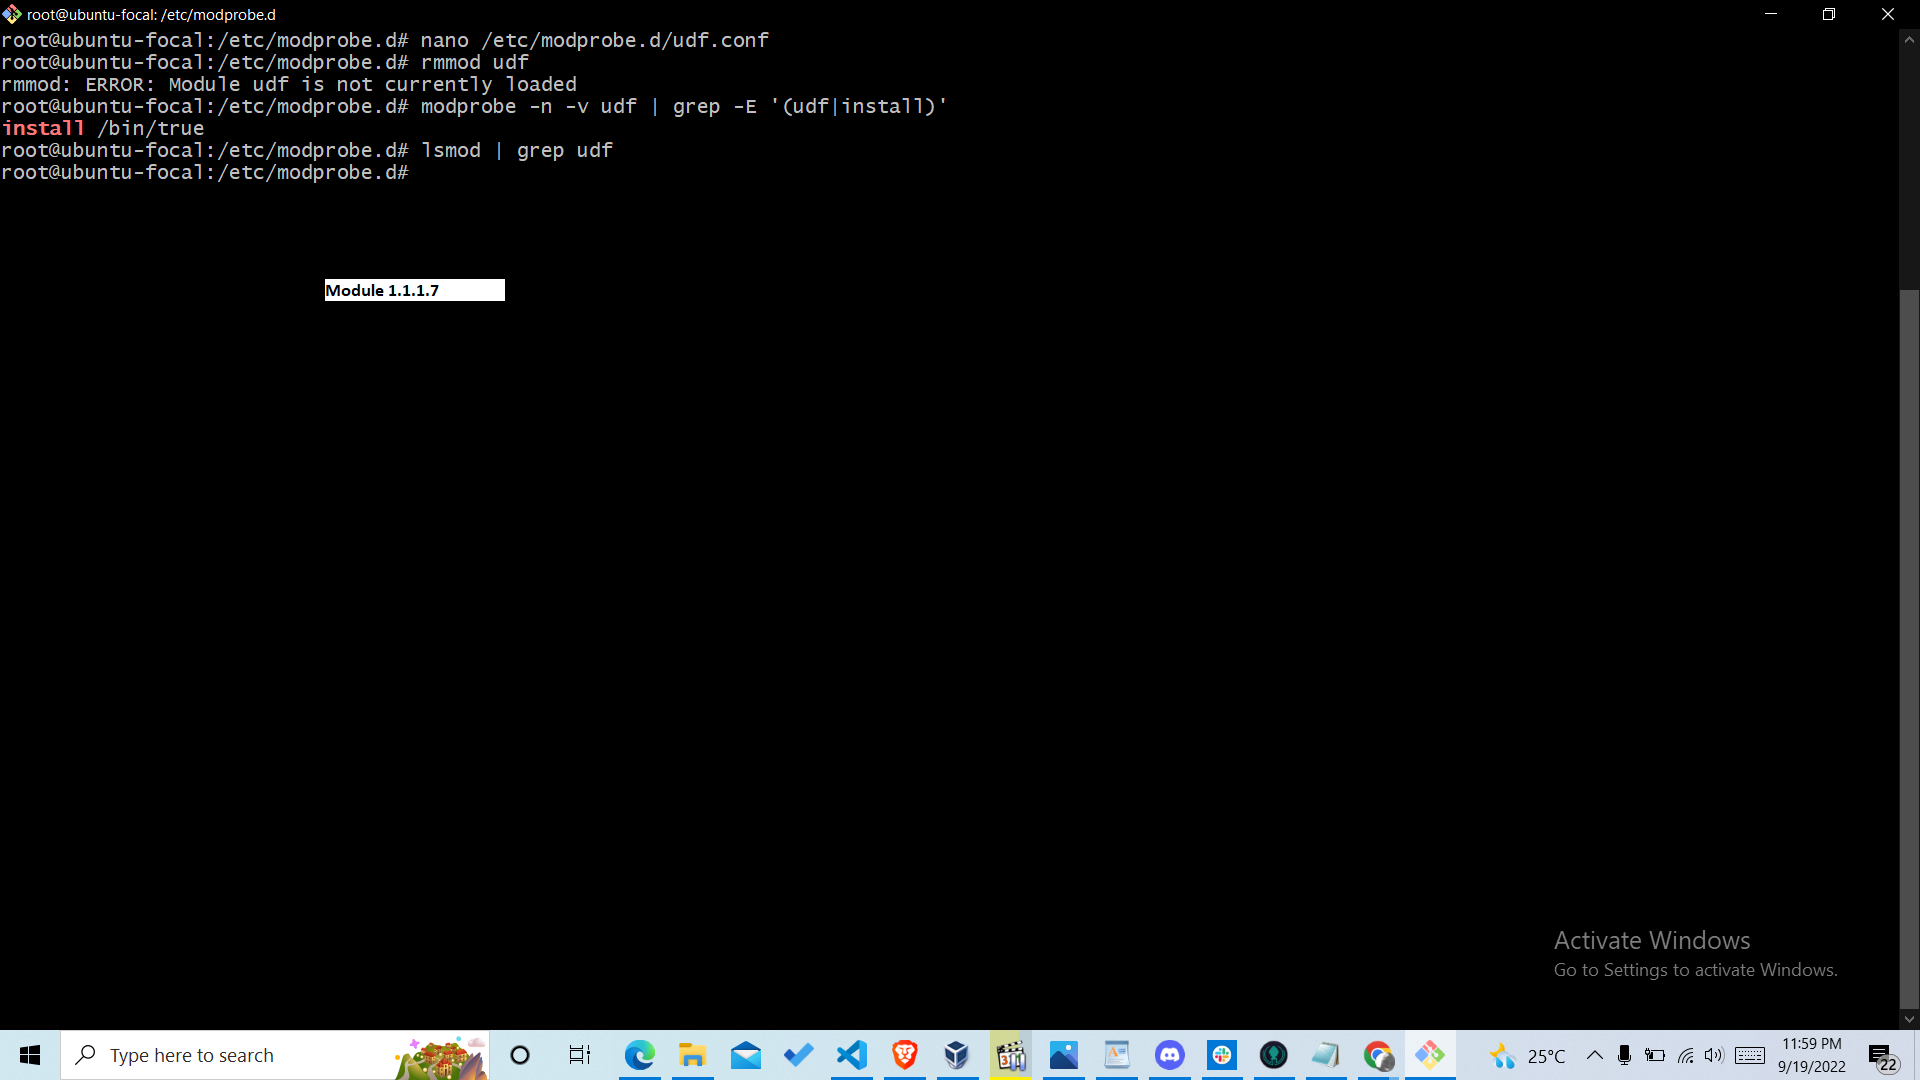 root@ubuntu-focal: /etc/modprobe.d
root@ubuntu-focal:/etc/modprobe.d# nano /etc/modprobe.d/udf.conf
root@ubuntu-focal:/etc/modprobe.d# rmmod udf
rmmod: ERROR: Module udf is not currently loaded
root@ubuntu-focal:/etc/modprobe.d# modprobe -n -v udf | grep -E '(udf|install)'
install /bin/true
root@ubuntu-focal:/etc/modprobe.d# lsmod | grep udf
root@ubuntu-focal:/etc/modprobe.d#
Module 1.1.1.7
Activate Windows
Go to Settings to activate Windows.
Type here to search
25°C
11:59 PM
9/19/2022
22